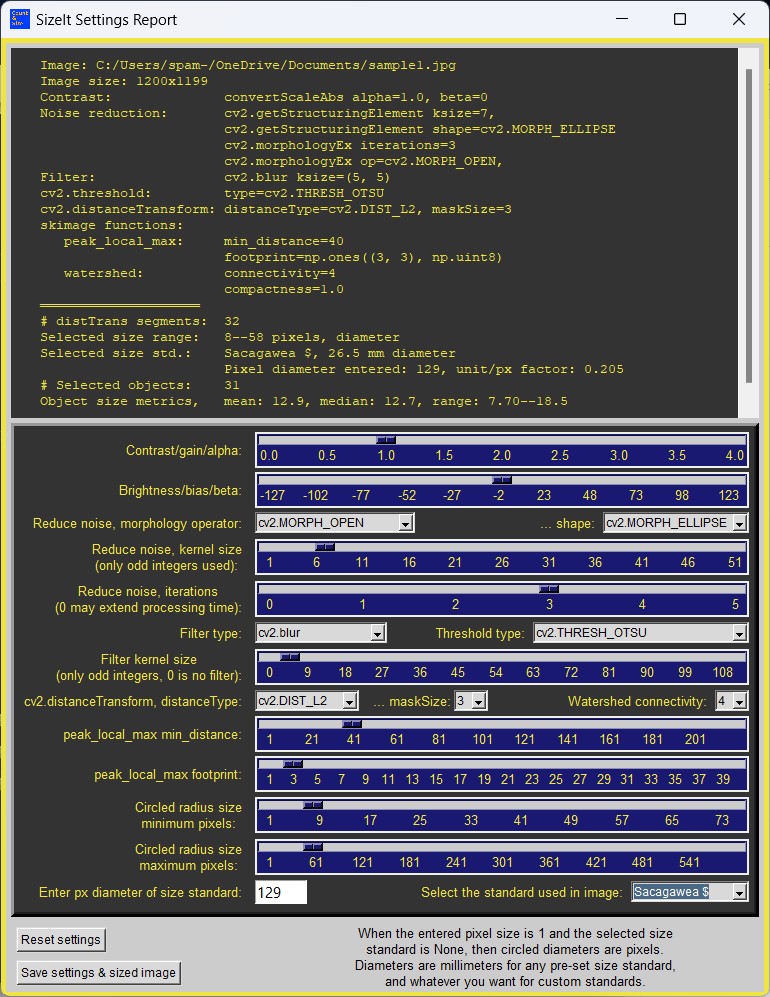 SizeIt Settings Report
Image: C:/Users/spam-/OneDrive/Documents/sample1.jpg
Image size: 1200x1199
Contrast: convertScaleAbs alpha=1.0, beta=0
Noise reduction: cv2.getStructuringElement ksize=7,
cv2.getStructuringElement shape=cv2.MORPH_ELLIPSE
cv2.morphologyEx iterations=3
cv2.morphologyEx op=cv2.MORPH_OPEN,
Filter: cv2.blur ksize=(5, 5)
cv2.threshold: type=cv2.THRESH_OTSU
cv2.distanceTransform: distanceType=cv2.DIST_L2, maskSize=3
skimage functions:
peak_local_max: min_distance=40
footprint=np.ones((3, 3), np.uint8)
watershed: connectivity=4
compactness=1.0
# distTrans segments: 32
Selected size range: 8--58 pixels, diameter
Selected size std.: Sacagawea $, 26.5 mm diameter
Pixel diameter entered: 129, unit/px factor: 0.205
# Selected objects: 31
Object size metrics, mean: 12.9, median: 12.7, range: 7.70--18.5
Contrast/gain/alpha:
0.0 0.5 1.0 1.5 2.0 2.5 3.0 3.5 4.0
Brightness/bias/beta:
-127 -102 -77 -52 -27 -2 23 48 73 98 123
Reduce noise, morphology operator: cv2.MORPH_OPEN ... shape: cv2.MORPH_ELLIPSE
Reduce noise, kernel size
(only odd integers used):
1 6 11 16 21 26 31 36 41 46 51
Reduce noise, iterations
(0 may extend processing time):
0 1 2 3 4 5
Filter type: cv2.blur Threshold type: cv2.THRESH_OTSU
Filter kernel size
(only odd integers, 0 is no filter):
0 9 18 27 36 45 54 63 72 81 90 99 108
cv2.distanceTransform, distanceType: cv2.DIST_L2 ... maskSize: 3 Watershed connectivity: 4
peak_local_max min_distance:
1 21 41 61 81 101 121 141 161 181 201
peak_local_max footprint:
1 3 5 7 9 11 13 15 17 19 21 23 25 27 29 31 33 35 37 39
Circled radius size
minimum pixels:
1 9 17 25 33 41 49 57 65 73
Circled radius size
maximum pixels:
1 61 121 181 241 301 361 421 481 541
Enter px diameter of size standard: 129 Select the standard used in image: Sacagawea $
Reset settings
Save settings & sized image
When the entered pixel size is 1 and the selected size
standard is None, then circled diameters are pixels.
Diameters are millimeters for any pre-set size standard,
and whatever you want for custom standards.